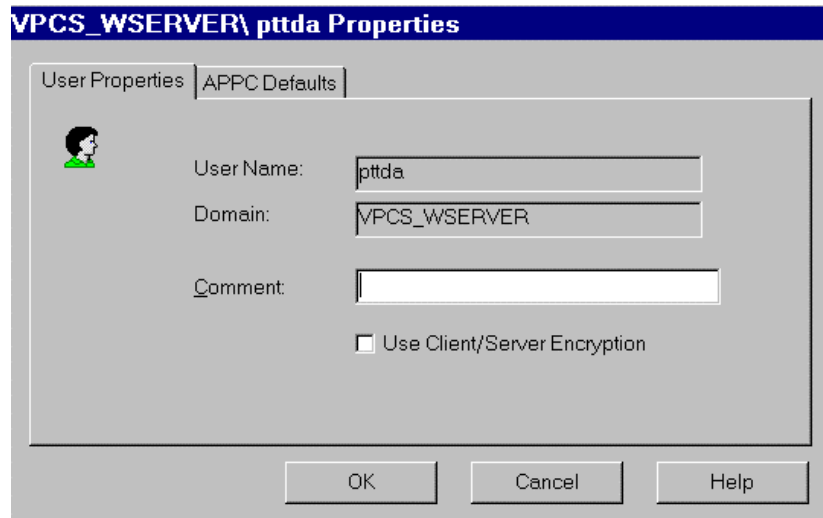 VPCS_WSERVER\ pttda Properties
User Properties APPC Defaults
User Name: pttda
Domain: VPCS_WSERVER
Comment:
Use Client/Server Encryption
OK Cancel Help